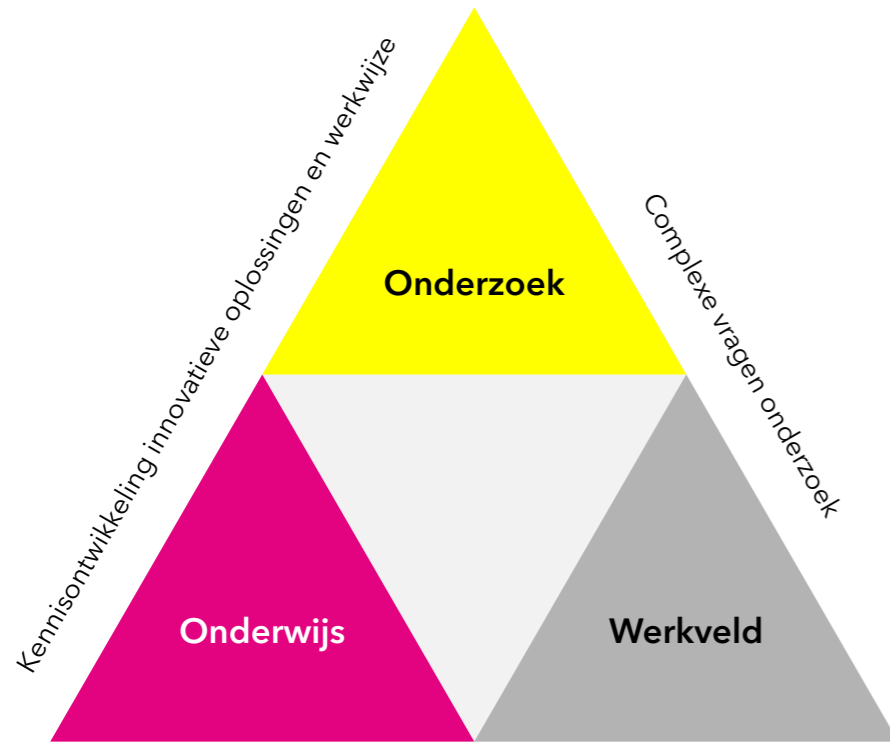 Kennisontwikkeling innovatieve oplossingen en werkwijze
Complexe vragen onderzoek
Onderzoek
Onderwijs
Werkveld